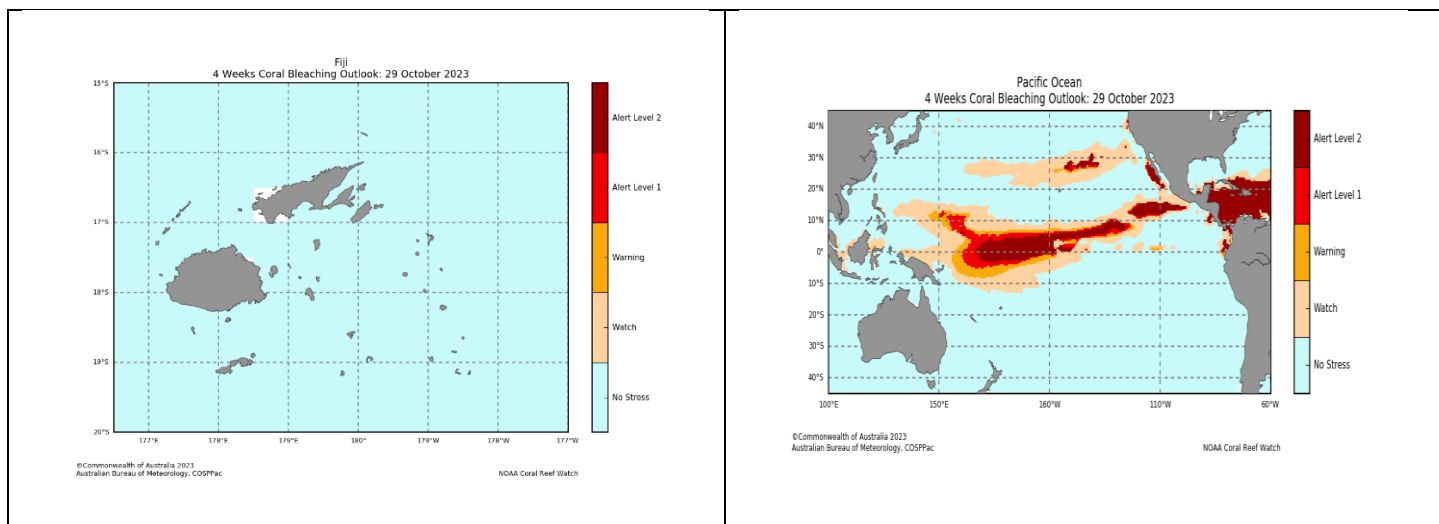 Fiji
4 Weeks Coral Bleaching Outlook: 29 October 2023
15°S
16°S
17°S
18°S
19°S
20°S
177°E
178°E
179°E
180°
179°W
178°W
177°W
Alert Level 2
Alert Level 1
Warning
Watch
No Stress
©Commonwealth of Australia 2023
Australian Bureau of Meteorology, COSPPac
NOAA Coral Reef Watch
Pacific Ocean
4 Weeks Coral Bleaching Outlook: 29 October 2023
40°N
30°N
20°N
10°N
0°
10°S
20°S
30°S
40°S
100°E
150°E
160°W
110°W
60°W
Alert Level 2
Alert Level 1
Warning
Watch
No Stress
©Commonwealth of Australia 2023
Australian Bureau of Meteorology, COSPPac
NOAA Coral Reef Watch